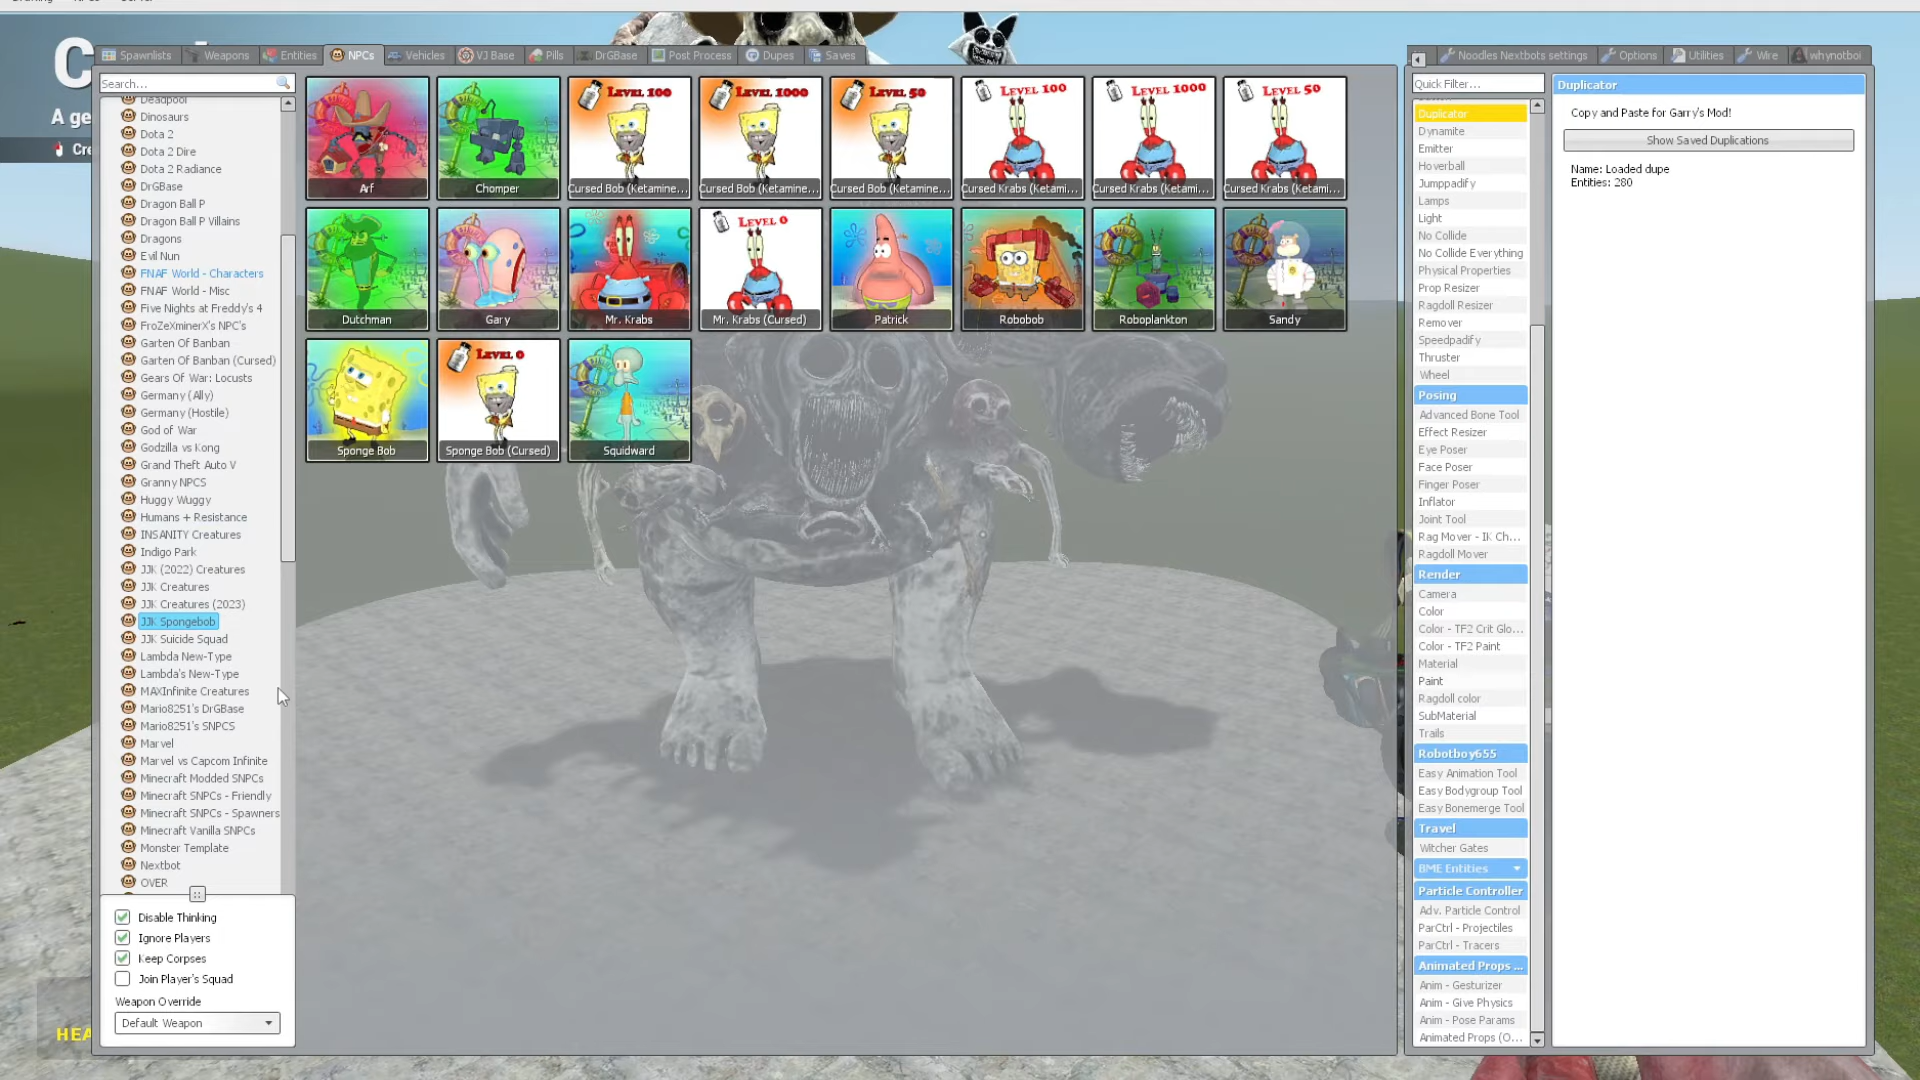 C
A ge
Cre
Spawnlists
Weapons
Entities
NPCs
Vehicles
VJ Base
Pills
DrGBase
Post Process
Dupes
Saves
Search...
Deadpool
Dinosaurs
Dota 2
Dota 2 Dire
Dota 2 Radiance
DrGBase
Dragon Ball P
Dragon Ball P Villains
Dragons
Evil Nun
FNAF World - Characters
FNAF World - Misc
Five Nights at Freddy's 4
FroZeXminerX's NPC's
Garten Of Banban
Garten Of Banban (Cursed)
Gears Of War: Locusts
Germany (Ally)
Germany (Hostile)
God of War
Godzilla vs Kong
Grand Theft Auto V
Granny NPCS
Huggy Wuggy
Humans + Resistance
INSANITY Creatures
Indigo Park
JJK (2022) Creatures
JJK Creatures
JJK Creatures (2023)
JJK Spongebob
JJK Suicide Squad
Lambda New-Type
Lambda's New-Type
MAXInfinite Creatures
Mario8251's DrGBase
Mario8251's SNPCS
Marvel
Marvel vs Capcom Infinite
Minecraft Modded SNPCs
Minecraft SNPCs - Friendly
Minecraft SNPCs - Spawners
Minecraft Vanilla SNPCs
Monster Template
Nextbot
OVER
Disable Thinking
Ignore Players
Keep Corpses
Join Player's Squad
Weapon Override
Default Weapon
HEA
Arf
Chomper
LEVEL 100
Cursed Bob (Ketamine...
LEVEL 1000
Cursed Bob (Ketamine...
LEVEL 50
Cursed Bob (Ketamine...
LEVEL 100
Cursed Krabs (Ketami...
LEVEL 1000
Cursed Krabs (Ketami...
LEVEL 50
Cursed Krabs (Ketami...
Dutchman
Gary
Mr. Krabs
LEVEL 0
Mr. Krabs (Cursed)
Patrick
Robobob
Roboplankton
Sandy
Sponge Bob
LEVEL 0
Sponge Bob (Cursed)
Squidward
Noodles Nextbots settings
Options
Utilities
Wire
whynotboi
Quick Filter...
Duplicator
Dynamite
Emitter
Hoverball
Jumppadify
Lamps
Light
No Collide
No Collide Everything
Physical Properties
Prop Resizer
Ragdoll Resizer
Remover
Speedpadify
Thruster
Wheel
Posing
Advanced Bone Tool
Effect Resizer
Eye Poser
Face Poser
Finger Poser
Inflator
Joint Tool
Rag Mover - IK Ch...
Ragdoll Mover
Render
Camera
Color
Color - TF2 Crit Glo...
Color - TF2 Paint
Material
Paint
Ragdoll color
SubMaterial
Trails
Robotboy655
Easy Animation Tool
Easy Bodygroup Tool
Easy Bonemerge Tool
Travel
Witcher Gates
BME Entities
Particle Controller
Adv. Particle Control
ParCtrl - Projectiles
ParCtrl - Tracers
Animated Props ...
Anim - Gesturizer
Anim - Give Physics
Anim - Pose Params
Animated Props (O...
Duplicator
Copy and Paste for Garry's Mod!
Show Saved Duplications
Name: Loaded dupe
Entities: 280